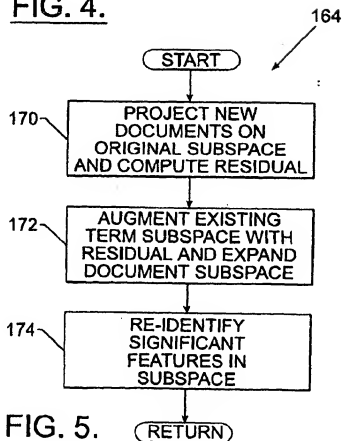 FIG. 4.
164
START
170
PROJECT NEW
DOCUMENTS ON
ORIGINAL SUBSPACE
AND COMPUTE RESIDUAL
172
AUGMENT EXISTING
TERM SUBSPACE WITH
RESIDUAL AND EXPAND
DOCUMENT SUBSPACE
174
RE-IDENTIFY
SIGNIFICANT
FEATURES IN
SUBSPACE
FIG. 5.
RETURN